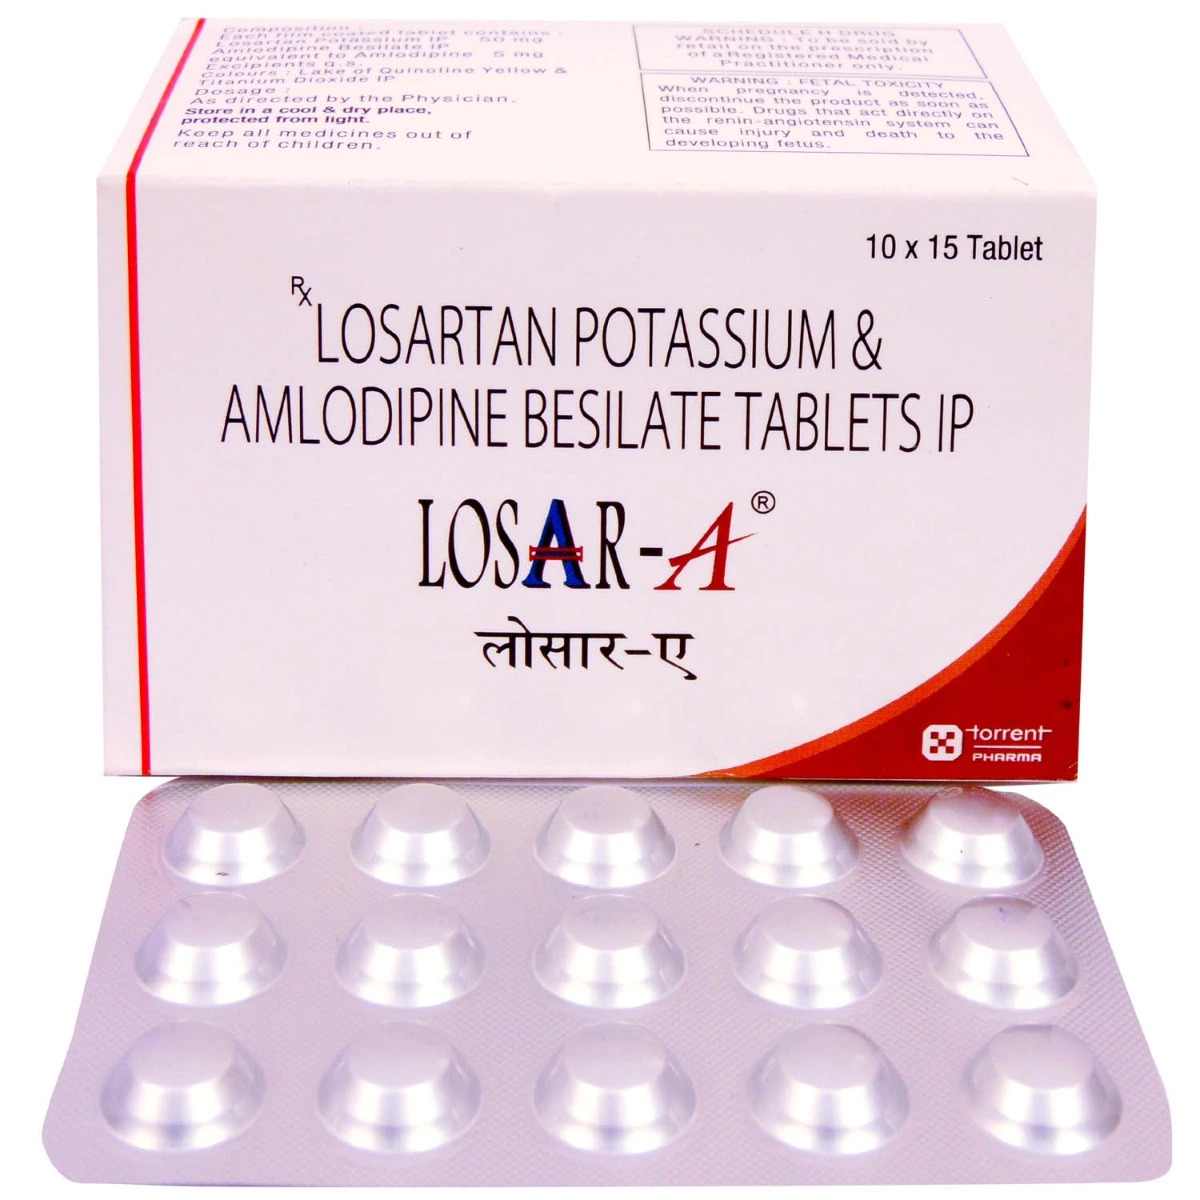 Composition :
Each film coated tablet contains :
Losartan Potassium IP 50 mg
Amlodipine Besilate IP
equivalent to Amlodipine 5 mg
Excipients q.s.
Colours : Lake of Quinoline Yellow &
Titanium Dioxide IP
Dosage :
As directed by the Physician.
Store in a cool & dry place,
protected from light.
Keep all medicines out of
reach of children.
SCHEDULE H DRUG
WARNING : To be sold by
retail on the prescription
of a Registered Medical
Practitioner only.
WARNING : FETAL TOXICITY
When pregnancy is detected,
discontinue the product as soon as
possible. Drugs that act directly on
the renin-angiotensin system can
cause injury and death to the
developing fetus.
10 x 15 Tablet
Rx
LOSARTAN POTASSIUM &
AMLODIPINE BESILATE TABLETS IP
LOSAR-A®
लोसार-ए
torrent
PHARMA